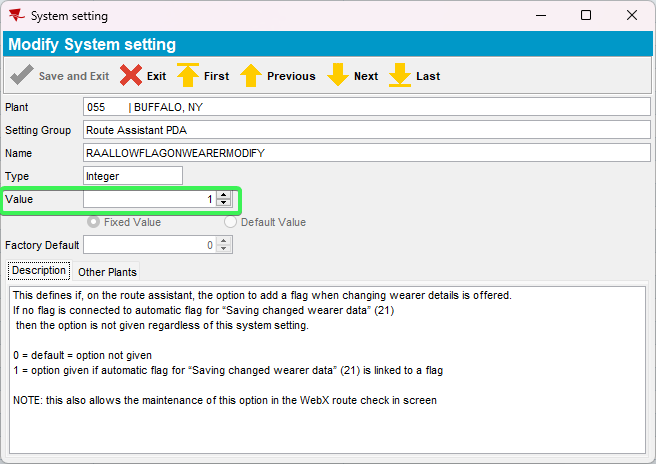 System setting
Modify System setting
Save and Exit Exit First Previous Next Last
Plant 055 | BUFFALO, NY
Setting Group Route Assistant PDA
Name RAALLOWFLAGONWEARERMODIFY
Type Integer
Value 1
Fixed Value Default Value
Factory Default 0
Description Other Plants
This defines if, on the route assistant, the option to add a flag when changing wearer details is offered.
If no flag is connected to automatic flag for “Saving changed wearer data” (21)
then the option is not given regardless of this system setting.
0 = default = option not given
1 = option given if automatic flag for “Saving changed wearer data” (21) is linked to a flag
NOTE: this also allows the maintenance of this option in the WebX route check in screen